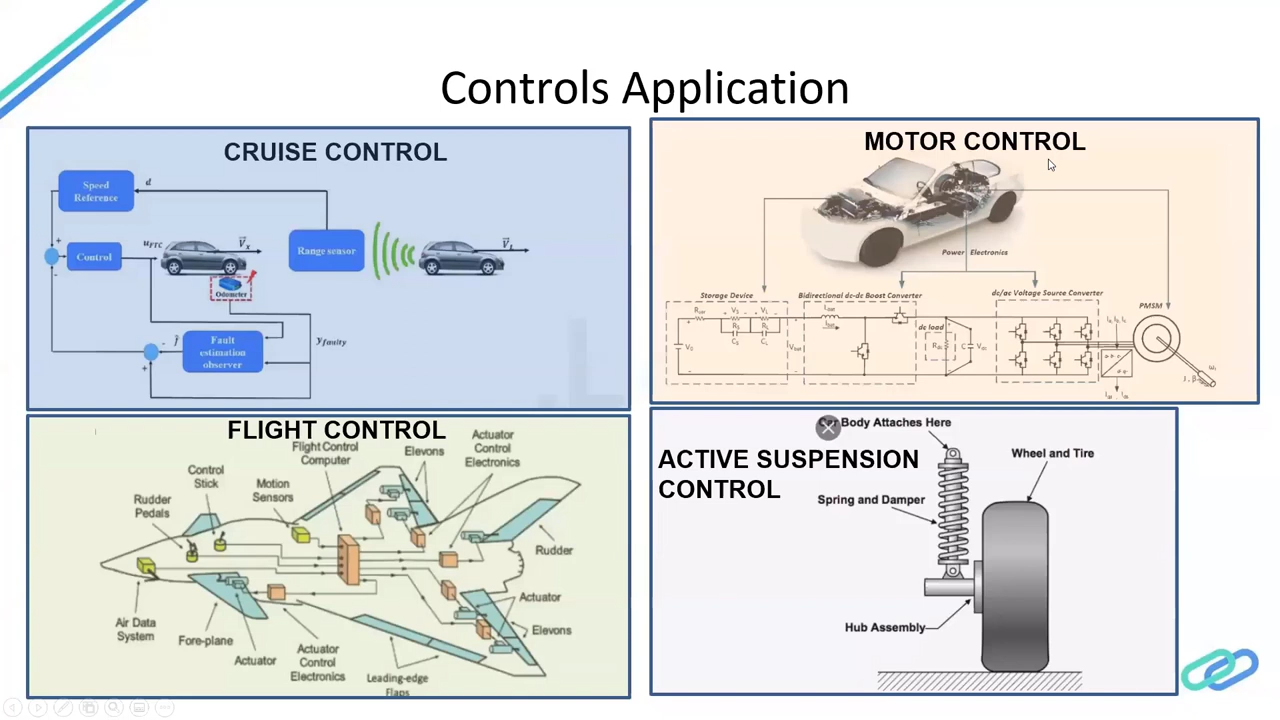 Controls Application
CRUISE CONTROL
Speed
Reference
d
Control
Range sensor
Odometer
Fault
estimation
observer
MOTOR CONTROL
Power Electronics
Storage Device
Bidirectional dc-dc Boost Converter
dc/ac Voltage Source Converter
PMSM
dc load
FLIGHT CONTROL
Flight Control
Computer
Elevons
Actuator
Control
Electronics
Control
Stick
Motion
Sensors
Rudder
Pedals
Rudder
Air Data
System
Fore-plane
Actuator
Actuator
Control
Electronics
Leading-edge
Flaps
Actuator
Elevons
ACTIVE SUSPENSION
CONTROL
Car Body Attaches Here
Wheel and Tire
Spring and Damper
Hub Assembly